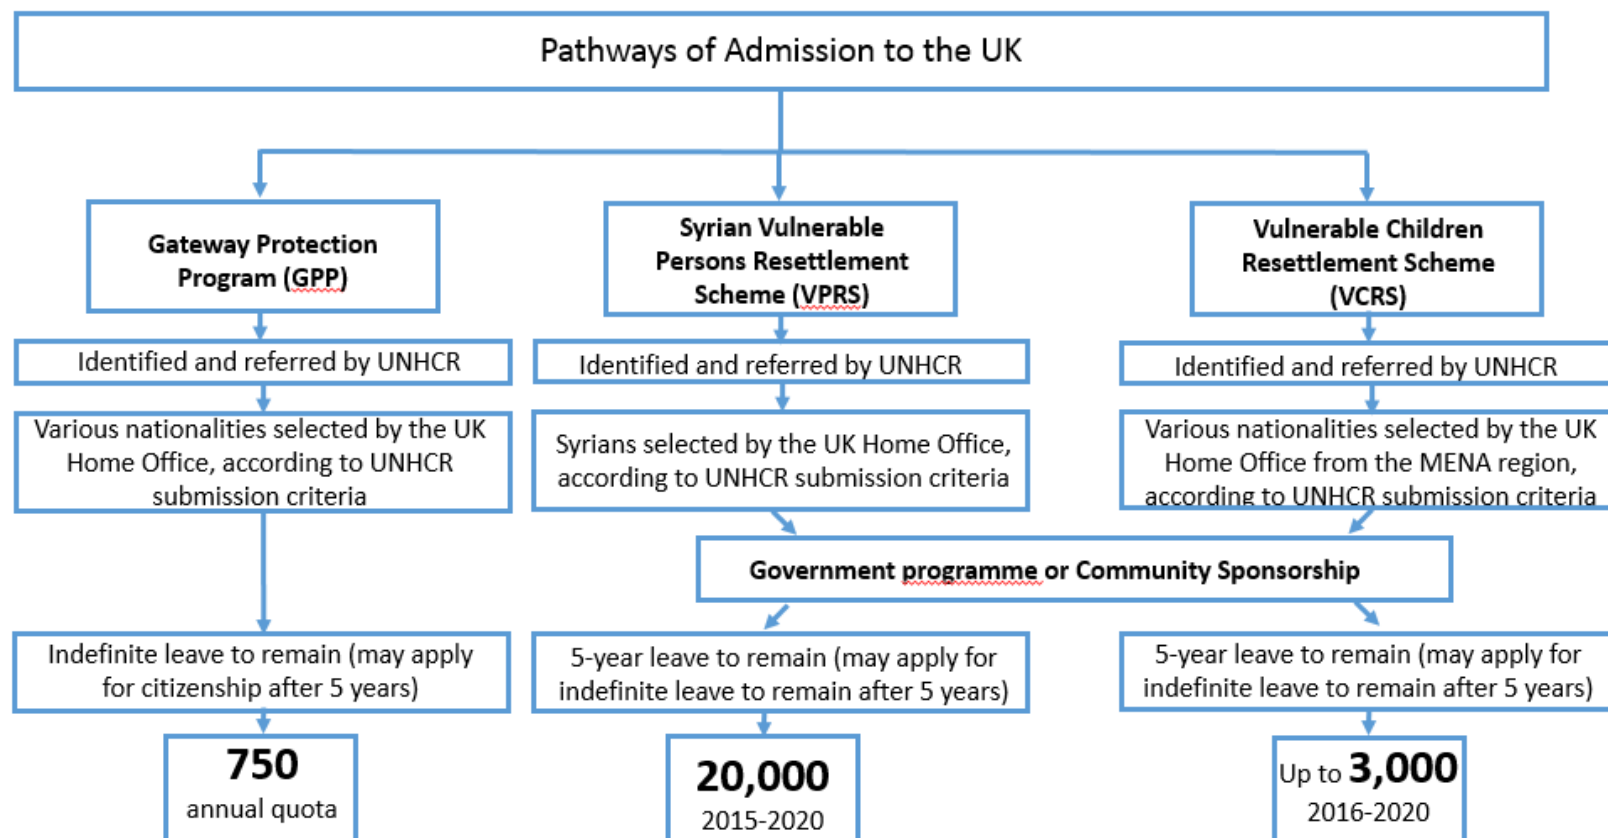 Pathways of Admission to the UK
Gateway Protection
Program (GPP)
Syrian Vulnerable
Persons Resettlement
Scheme (VPRS)
Vulnerable Children
Resettlement Scheme
(VCRS)
Identified and referred by UNHCR
Identified and referred by UNHCR
Identified and referred by UNHCR
Various nationalities selected by the UK
Home Office, according to UNHCR
submission criteria
Syrians selected by the UK Home Office,
according to UNHCR submission criteria
Various nationalities selected by the UK
Home Office from the MENA region,
according to UNHCR submission criteria
Government programme or Community Sponsorship
Indefinite leave to remain (may apply
for citizenship after 5 years)
5-year leave to remain (may apply for
indefinite leave to remain after 5 years)
5-year leave to remain (may apply for
indefinite leave to remain after 5 years)
750
annual quota
20,000
2015-2020
Up to 3,000
2016-2020